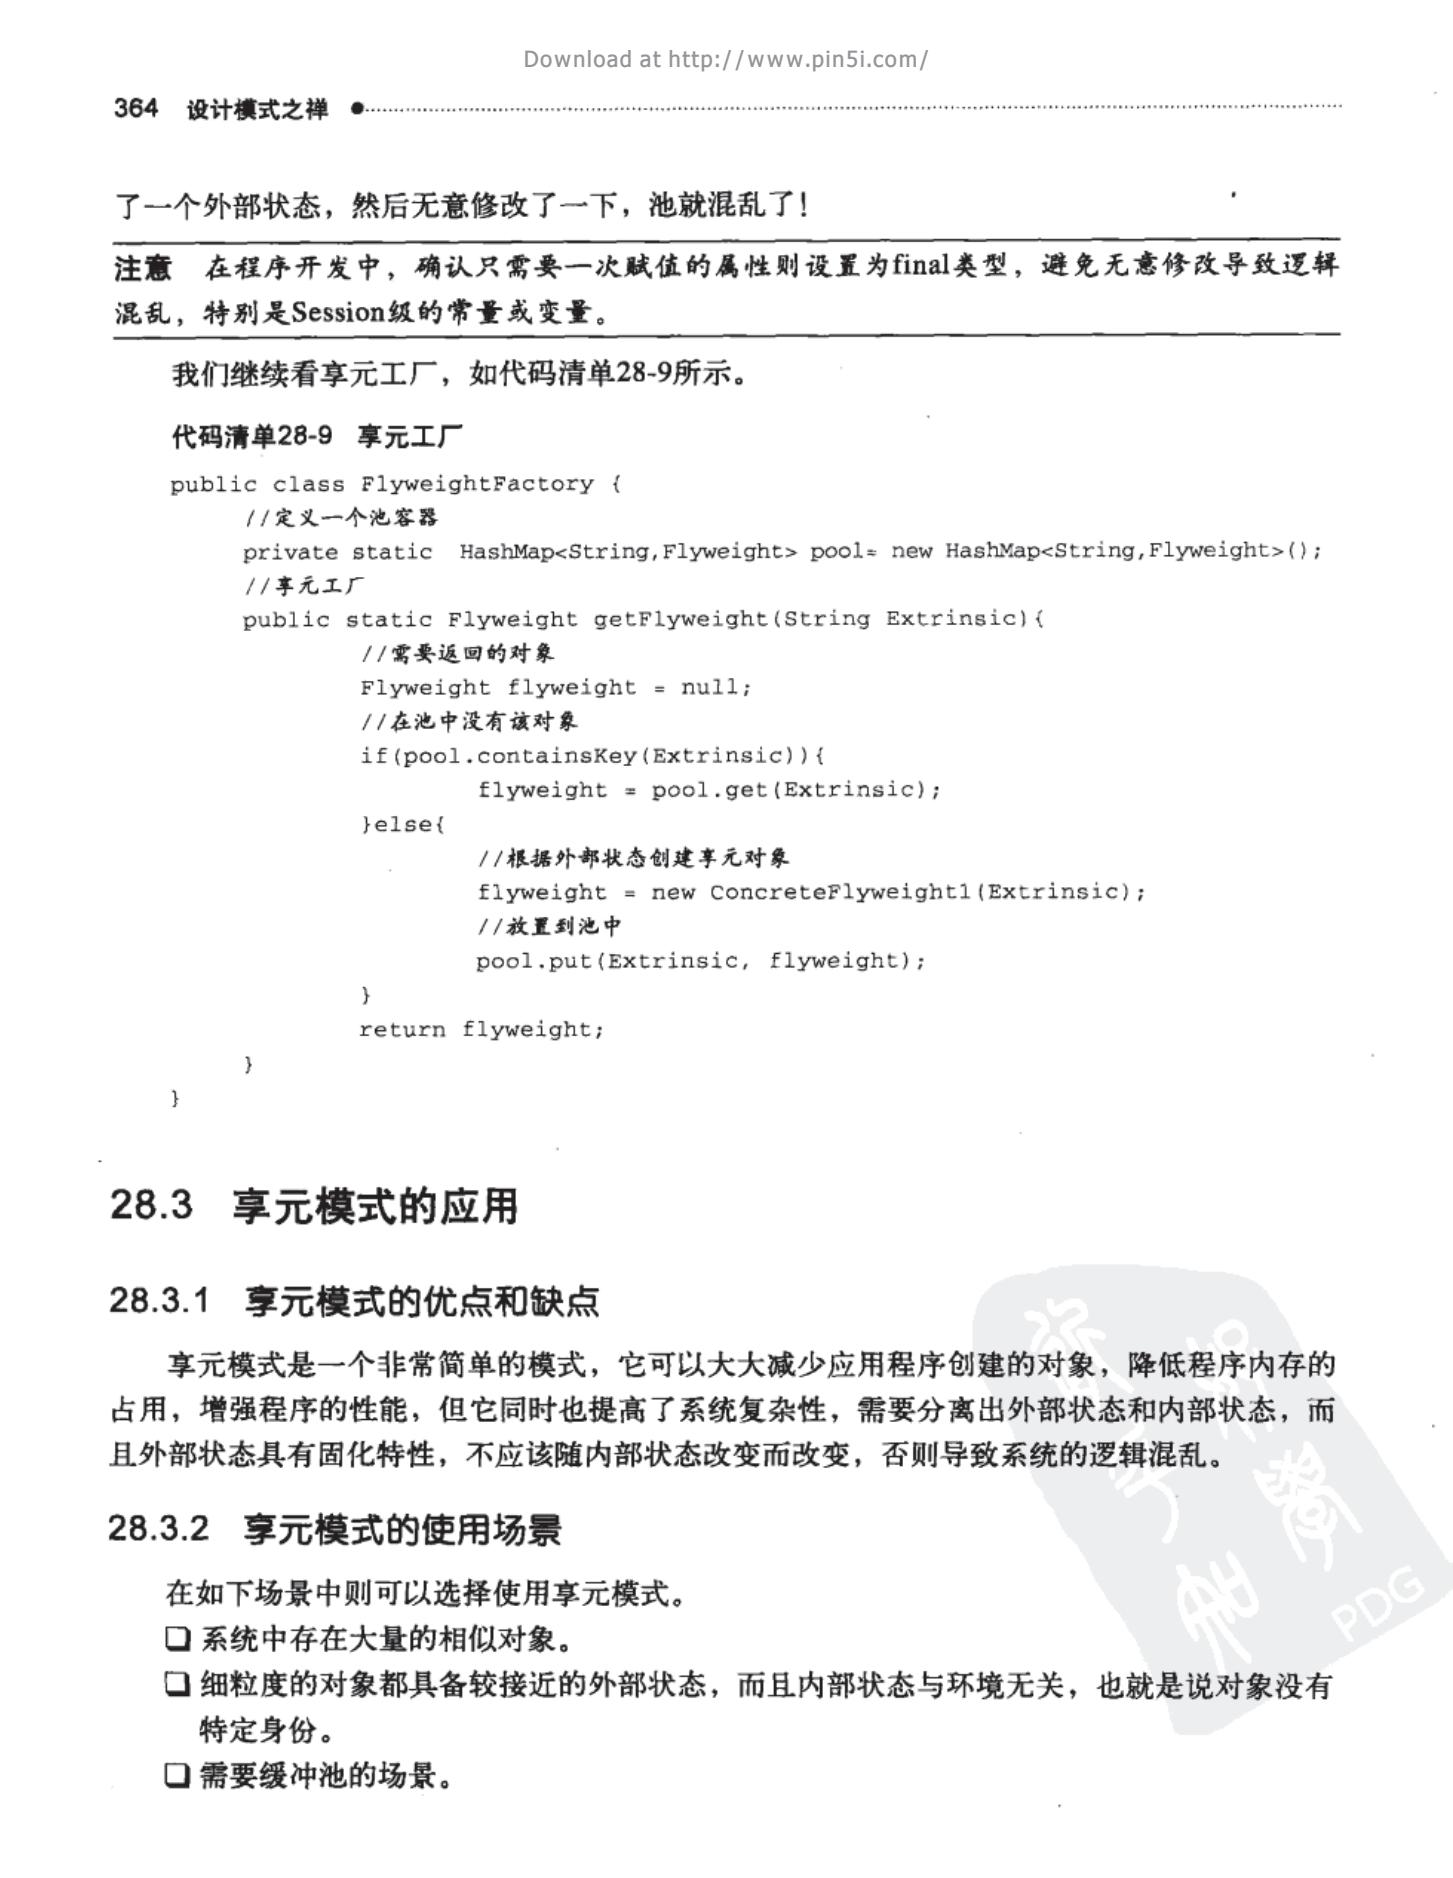 Download at http://www.pin5i.com/
364 设计模式之禅
了一个外部状态，然后无意修改了一下，池就混乱了！
注意 在程序开发中，确认只需要一次赋值的属性则设置为final类型，避免无意修改导致逻辑
混乱，特别是Session级的常量或变量。
我们继续看享元工厂，如代码清单28-9所示。
代码清单28-9 享元工厂
public class FlyweightFactory {
//定义一个池容器
private static HashMap<String,Flyweight> pool= new HashMap<String,Flyweight>();
//享元工厂
public static Flyweight getFlyweight(String Extrinsic){
//需要返回的对象
Flyweight flyweight = null;
//在池中没有该对象
if(pool.containsKey(Extrinsic)){
flyweight = pool.get(Extrinsic);
}else{
//根据外部状态创建享元对象
flyweight = new ConcreteFlyweight1(Extrinsic);
//放置到池中
pool.put(Extrinsic, flyweight);
}
return flyweight;
}
}
28.3 享元模式的应用
28.3.1 享元模式的优点和缺点
享元模式是一个非常简单的模式，它可以大大减少应用程序创建的对象，降低程序内存的
占用，增强程序的性能，但它同时也提高了系统复杂性，需要分离出外部状态和内部状态，而
且外部状态具有固化特性，不应该随内部状态改变而改变，否则导致系统的逻辑混乱。
28.3.2 享元模式的使用场景
在如下场景中则可以选择使用享元模式。
❑ 系统中存在大量的相似对象。
❑ 细粒度的对象都具备较接近的外部状态，而且内部状态与环境无关，也就是说对象没有
特定身份。
❑ 需要缓冲池的场景。
PDG